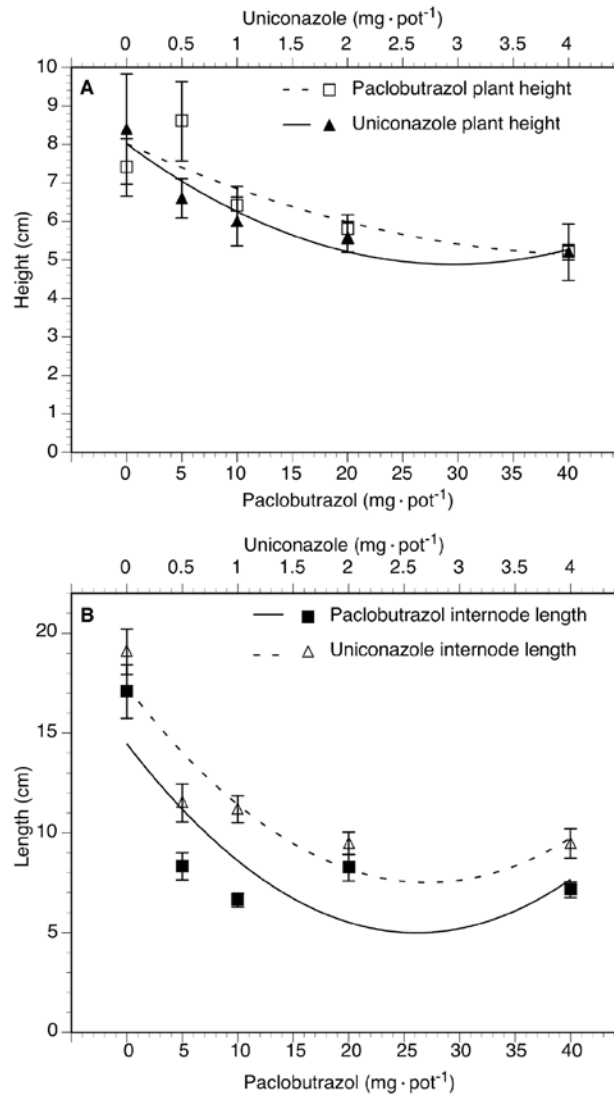 Uniconazole (mg · pot⁻¹)
0 0.5 1 1.5 2 2.5 3 3.5 4
10
9
8
7
6
5
4
3
2
1
0
Height (cm)
A
Paclobutrazol plant height
Uniconazole plant height
0 5 10 15 20 25 30 35 40
Paclobutrazol (mg · pot⁻¹)
Uniconazole (mg · pot⁻¹)
0 0.5 1 1.5 2 2.5 3 3.5 4
20
15
10
5
0
Length (cm)
B
Paclobutrazol internode length
Uniconazole internode length
0 5 10 15 20 25 30 35 40
Paclobutrazol (mg · pot⁻¹)